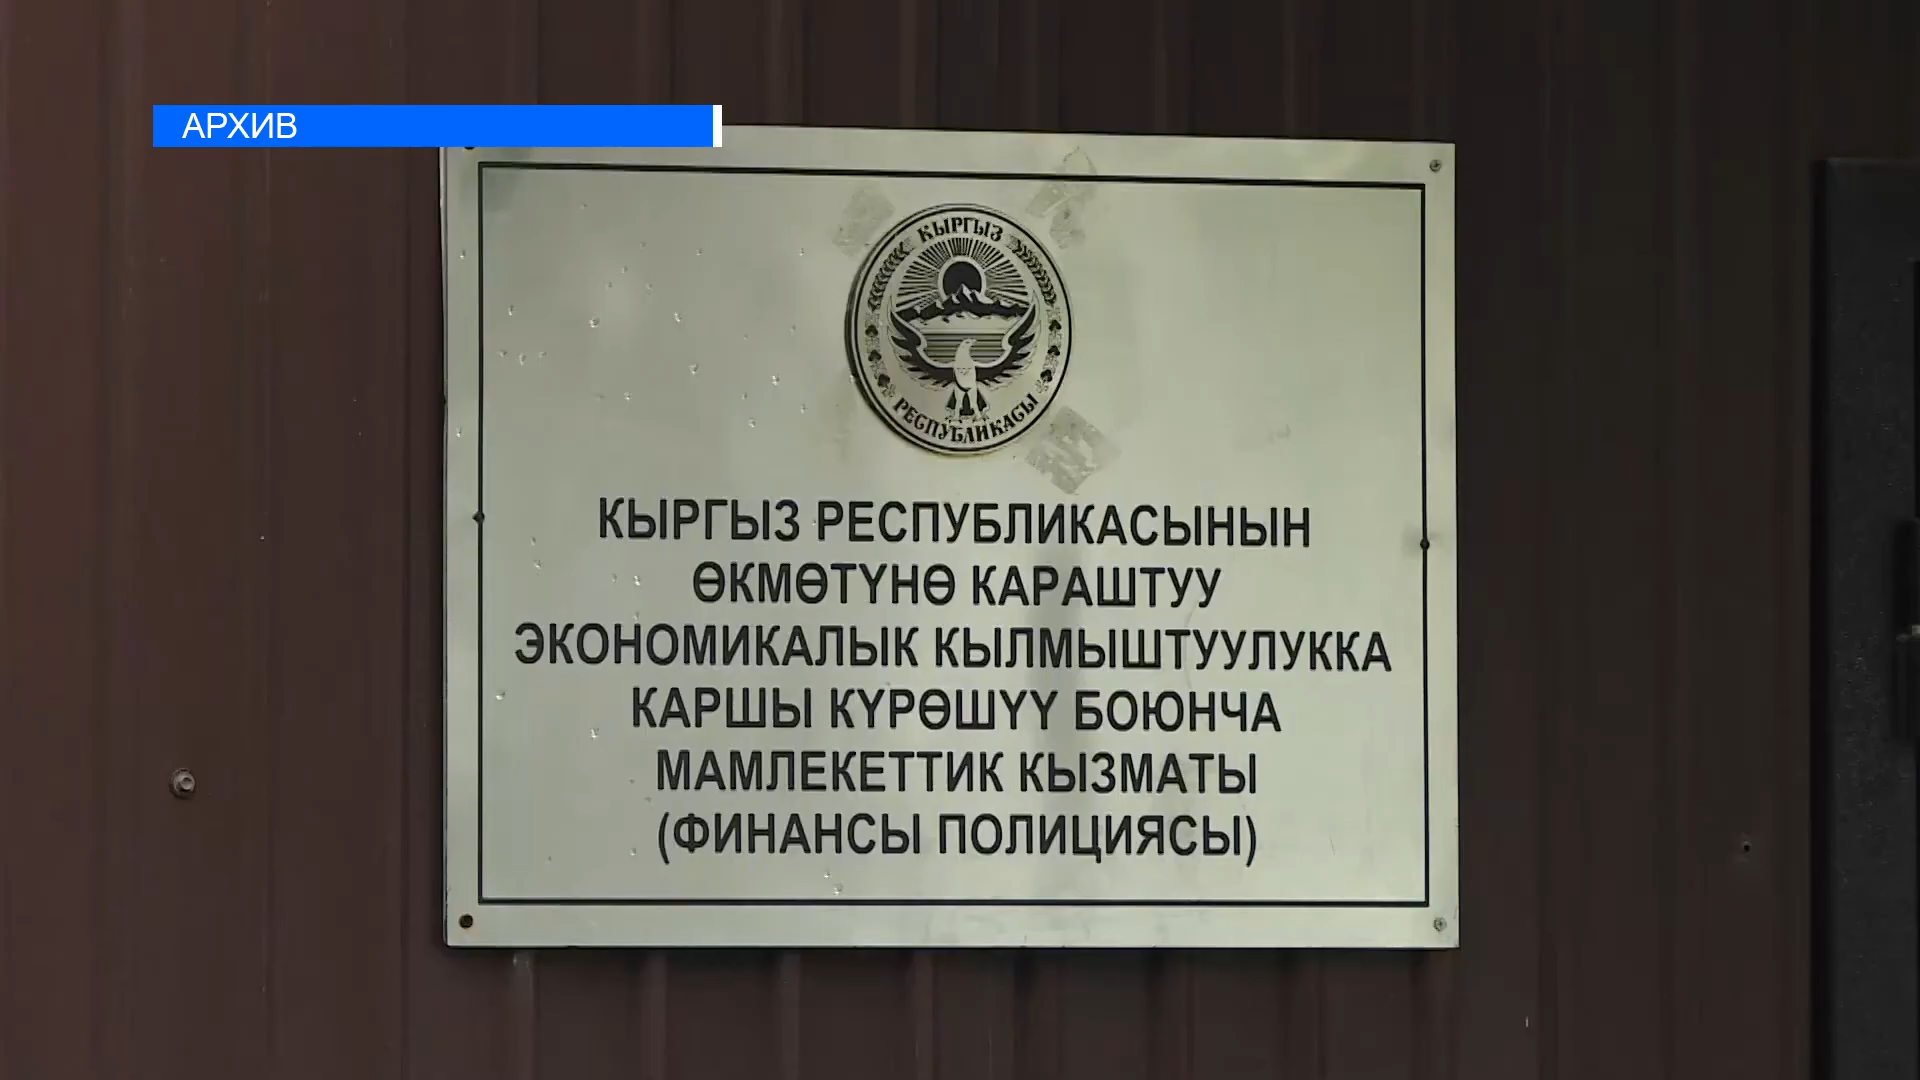 АРХИВ
КЫРГЫЗ
РЕСПУБЛИКАСЫ
КЫРГЫЗ РЕСПУБЛИКАСЫНЫН
ӨКМӨТҮНӨ КАРАШТУУ
ЭКОНОМИКАЛЫК КЫЛМЫШТУУЛУККА
КАРШЫ КҮРӨШҮҮ БОЮНЧА
МАМЛЕКЕТТИК КЫЗМАТЫ
(ФИНАНСЫ ПОЛИЦИЯСЫ)